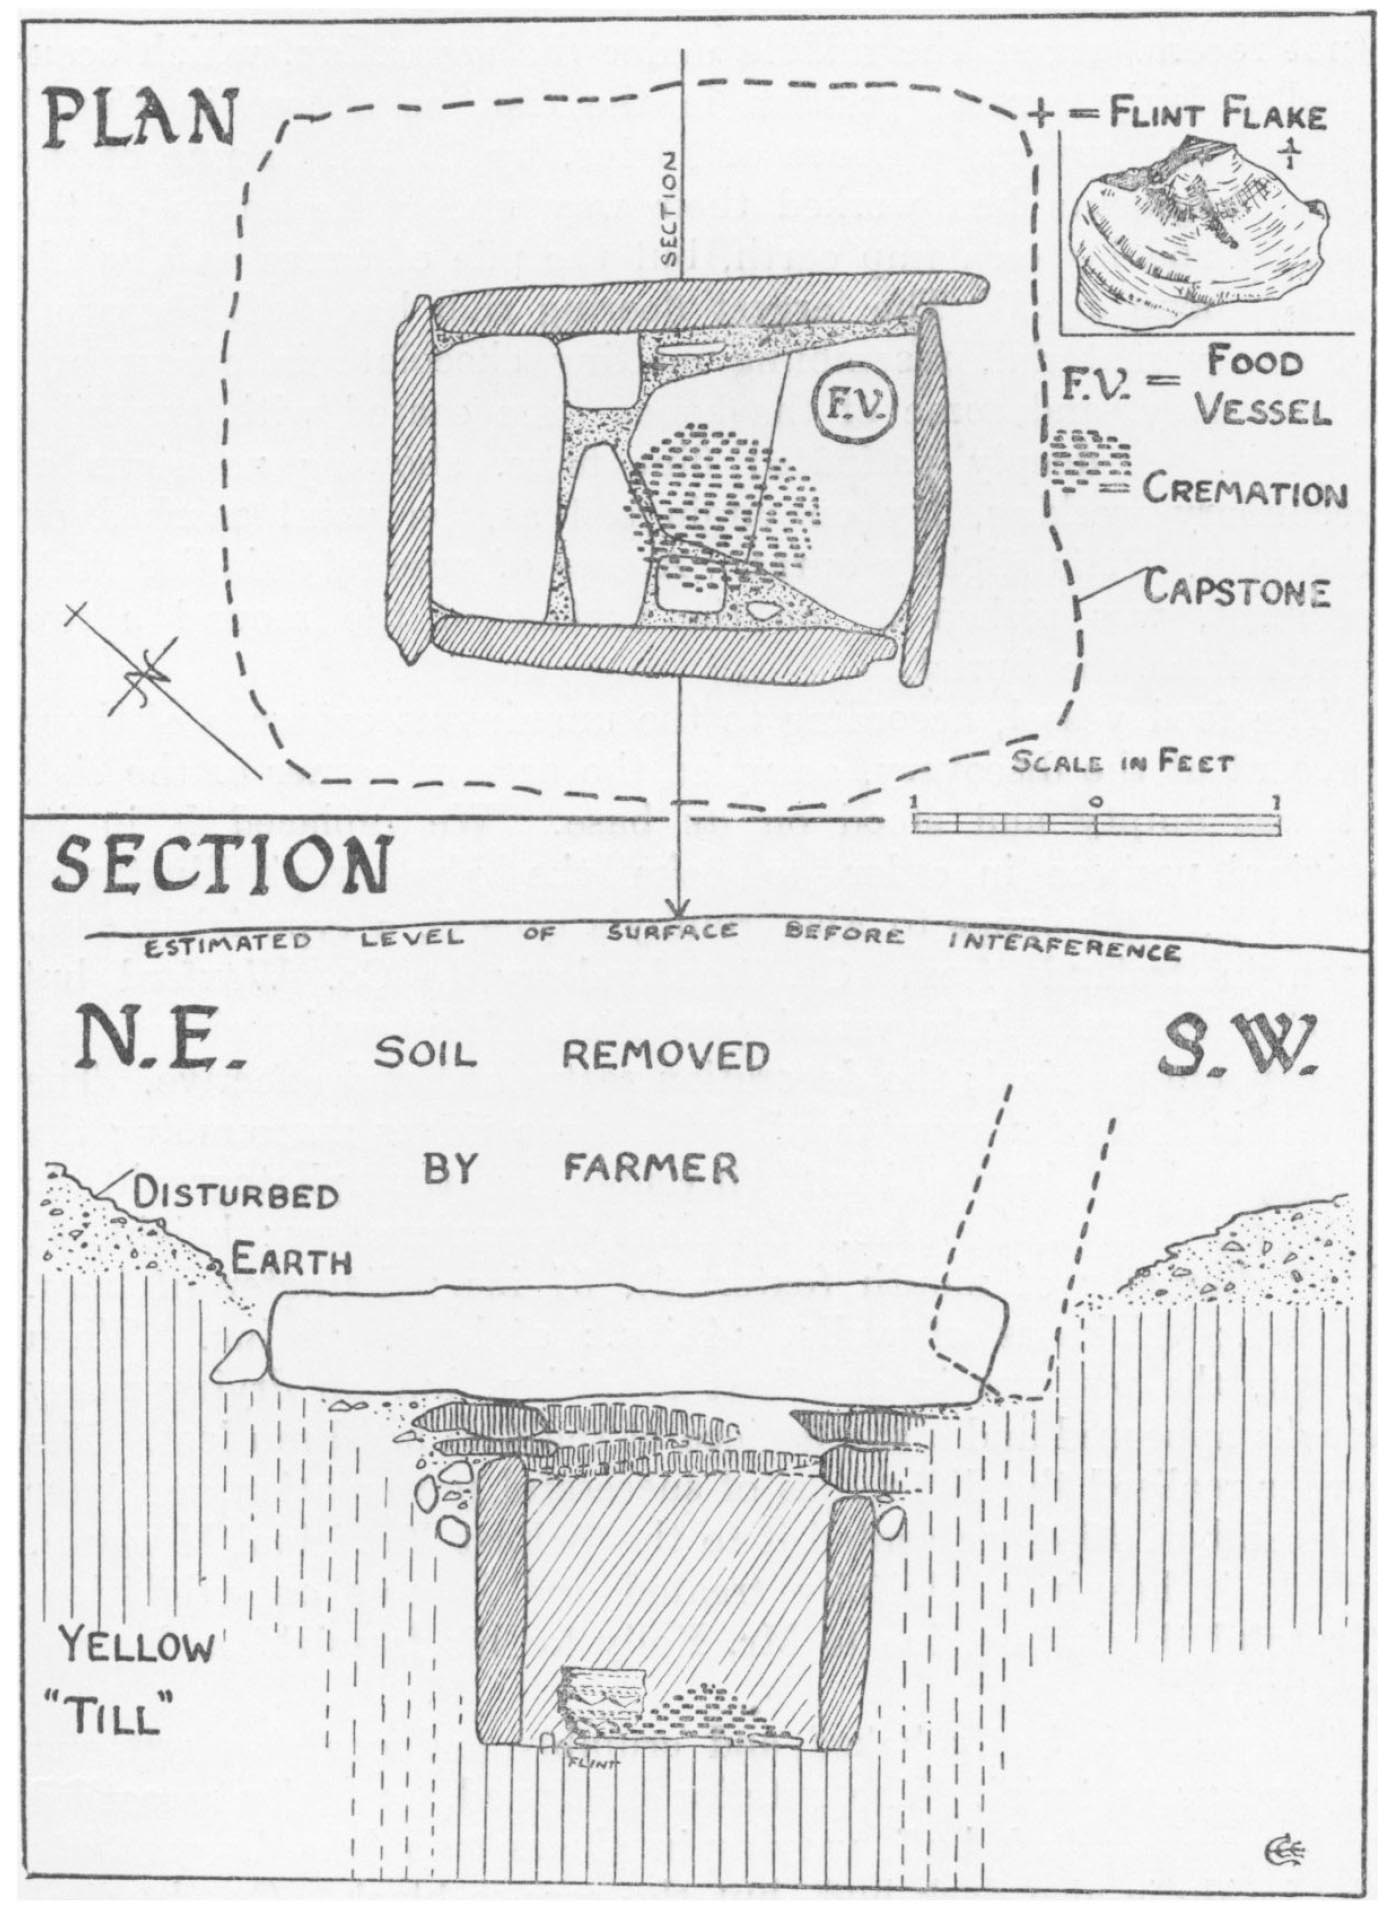 PLAN
SECTION
+ = FLINT FLAKE
1/1
F.V. = FOOD VESSEL
F.V.
= CREMATION
CAPSTONE
N
SCALE IN FEET
1 0 1
SECTION
ESTIMATED LEVEL OF SURFACE BEFORE INTERFERENCE
N.E.
S.W.
SOIL REMOVED
BY FARMER
DISTURBED
EARTH
YELLOW
"TILL"
FLINT